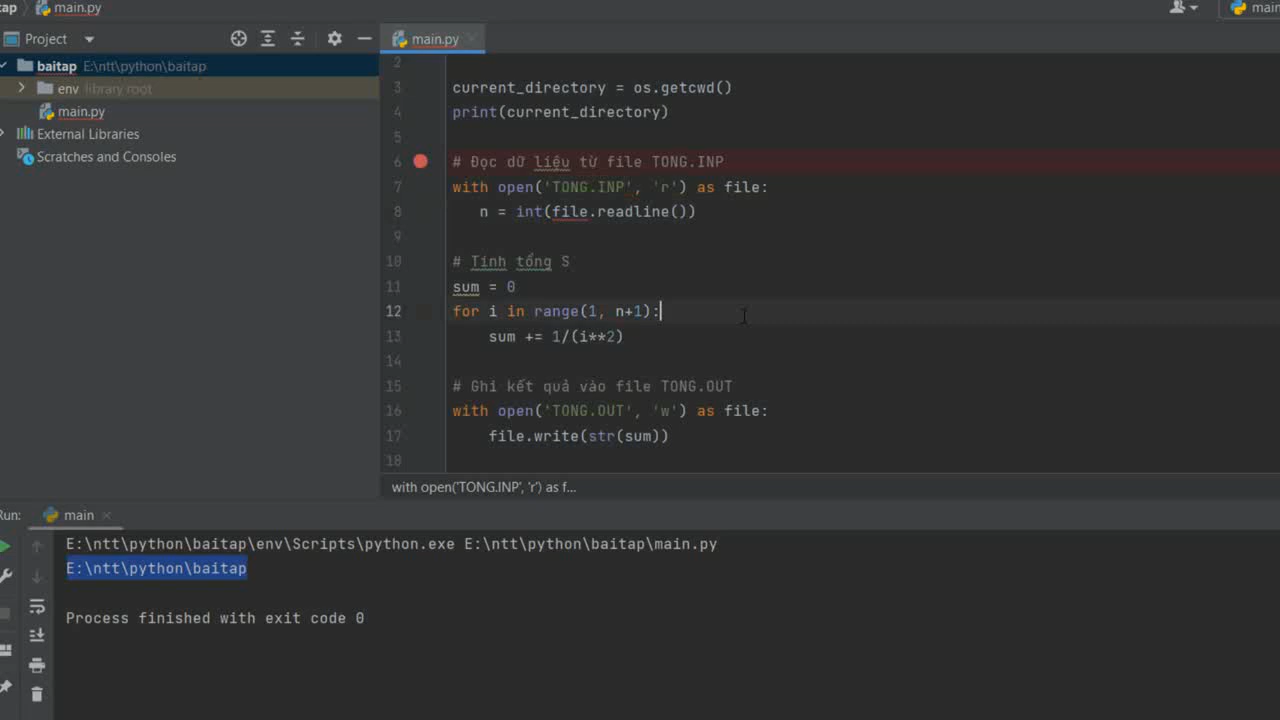 ap main.py main
Project main.py
baitap E:\ntt\python\baitap
env library root
main.py
External Libraries
Scratches and Consoles
2
3 current_directory = os.getcwd()
4 print(current_directory)
5
6 # Đọc dữ liệu từ file TONG.INP
7 with open('TONG.INP', 'r') as file:
8 n = int(file.readline())
9
10 # Tính tổng S
11 sum = 0
12 for i in range(1, n+1):
13 sum += 1/(i**2)
14
15 # Ghi kết quả vào file TONG.OUT
16 with open('TONG.OUT', 'w') as file:
17 file.write(str(sum))
18
with open('TONG.INP', 'r') as f...
Run: main
E:\ntt\python\baitap\env\Scripts\python.exe E:\ntt\python\baitap\main.py
E:\ntt\python\baitap
Process finished with exit code 0